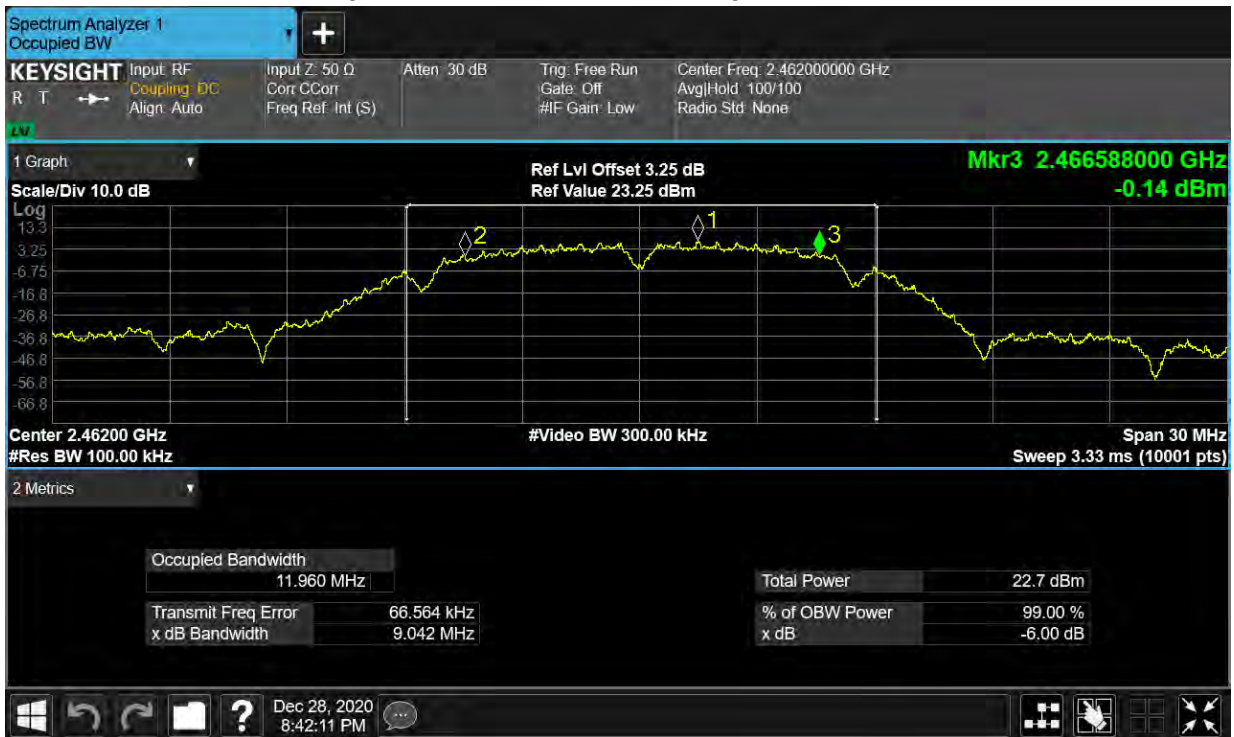 Spectrum Analyzer 1
Occupied BW
+
KEYSIGHT
R T
LXI
Input: RF
Coupling: DC
Align: Auto
Input Z: 50 Ω
Corr CCorr
Freq Ref: Int (S)
Atten: 30 dB
Trig: Free Run
Gate: Off
#IF Gain: Low
Center Freq: 2.462000000 GHz
Avg|Hold: 100/100
Radio Std: None
1 Graph
Scale/Div 10.0 dB
Ref Lvl Offset 3.25 dB
Ref Value 23.25 dBm
Mkr3 2.466588000 GHz
-0.14 dBm
Log
13.3
3.25
-6.75
-16.8
-26.8
-36.8
-46.8
-56.8
-66.8
2
1
3
Center 2.46200 GHz
#Res BW 100.00 kHz
#Video BW 300.00 kHz
Span 30 MHz
Sweep 3.33 ms (10001 pts)
2 Metrics
Occupied Bandwidth
11.960 MHz
Transmit Freq Error 66.564 kHz
x dB Bandwidth 9.042 MHz
Total Power 22.7 dBm
% of OBW Power 99.00 %
x dB -6.00 dB
?
Dec 28, 2020
8:42:11 PM